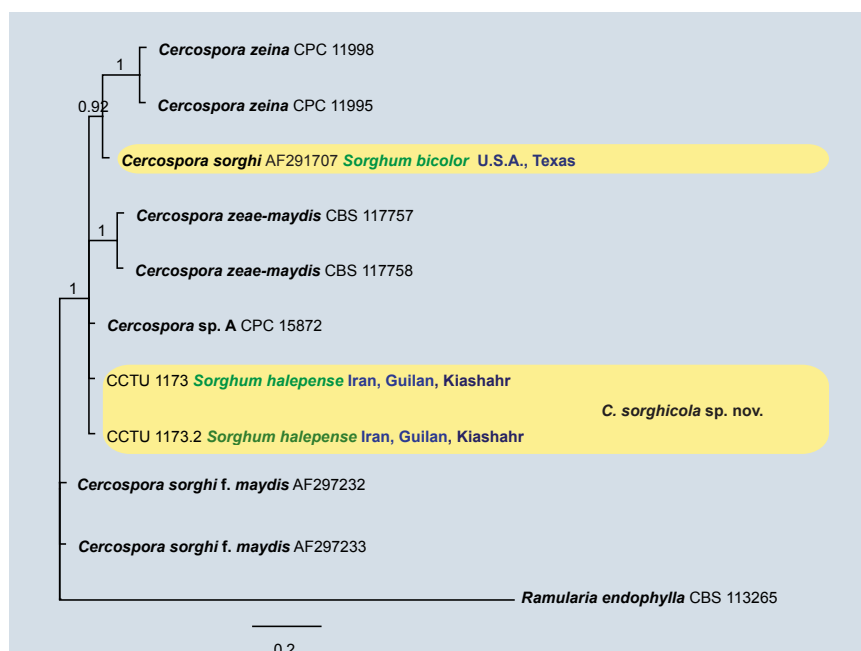 Cercospora zeina CPC 11998
1
Cercospora zeina CPC 11995
0.92
Cercospora sorghi AF291707 Sorghum bicolor U.S.A., Texas
Cercospora zeae-maydis CBS 117757
1
Cercospora zeae-maydis CBS 117758
1
Cercospora sp. A CPC 15872
CCTU 1173 Sorghum halepense Iran, Guilan, Kiashahr
C. sorghicola sp. nov.
CCTU 1173.2 Sorghum halepense Iran, Guilan, Kiashahr
Cercospora sorghi f. maydis AF297232
Cercospora sorghi f. maydis AF297233
Ramularia endophylla CBS 113265
0.2